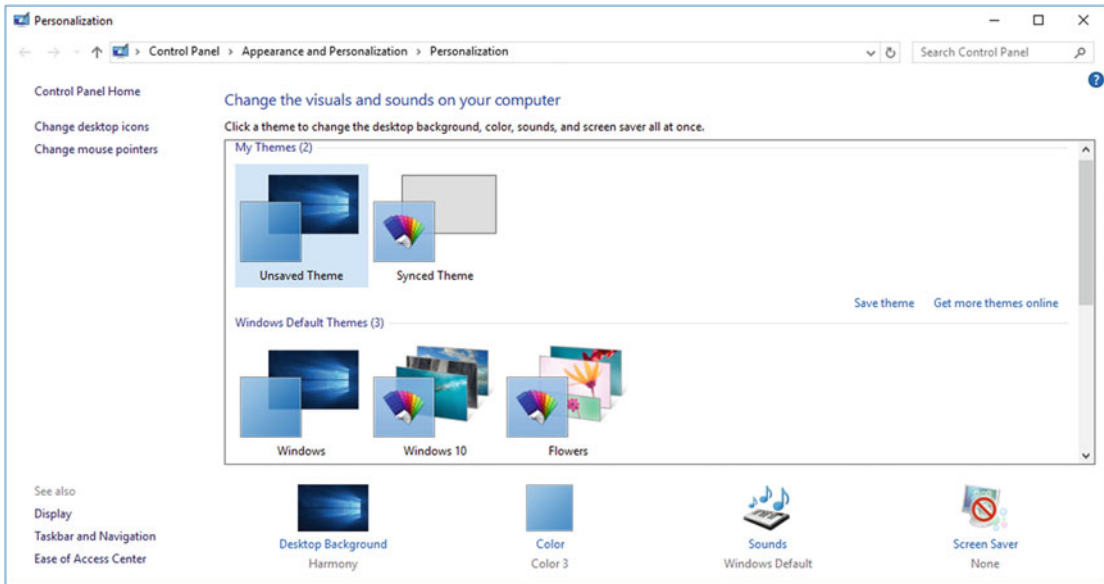 Personalization
Control Panel > Appearance and Personalization > Personalization
Search Control Panel
?
Control Panel Home
Change desktop icons
Change mouse pointers
Change the visuals and sounds on your computer
Click a theme to change the desktop background, color, sounds, and screen saver all at once.
My Themes (2)
Unsaved Theme
Synced Theme
Save theme
Get more themes online
Windows Default Themes (3)
Windows
Windows 10
Flowers
See also
Display
Taskbar and Navigation
Ease of Access Center
Desktop Background
Harmony
Color
Color 3
Sounds
Windows Default
Screen Saver
None